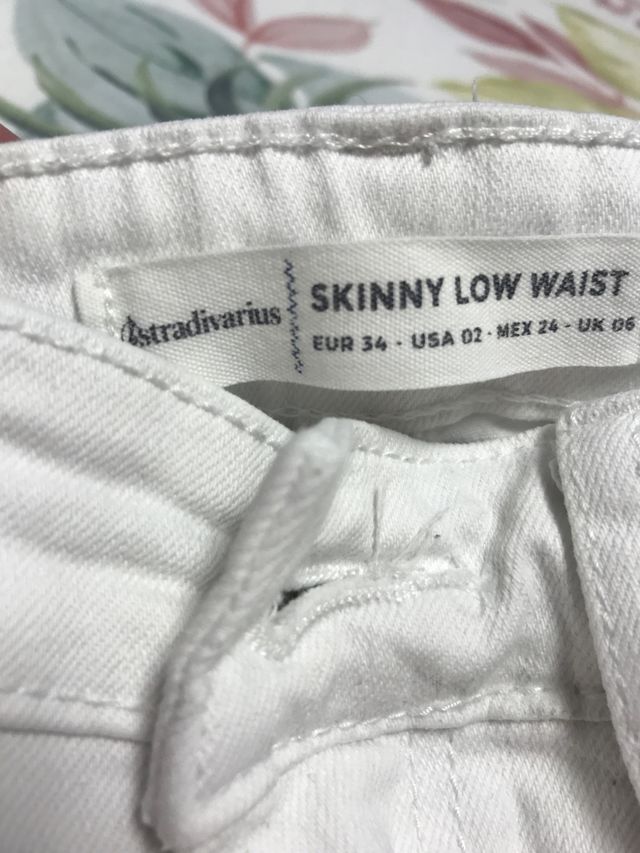 stradivarius
SKINNY LOW WAIST
EUR 34 - USA 02 - MEX 24 - UK 06